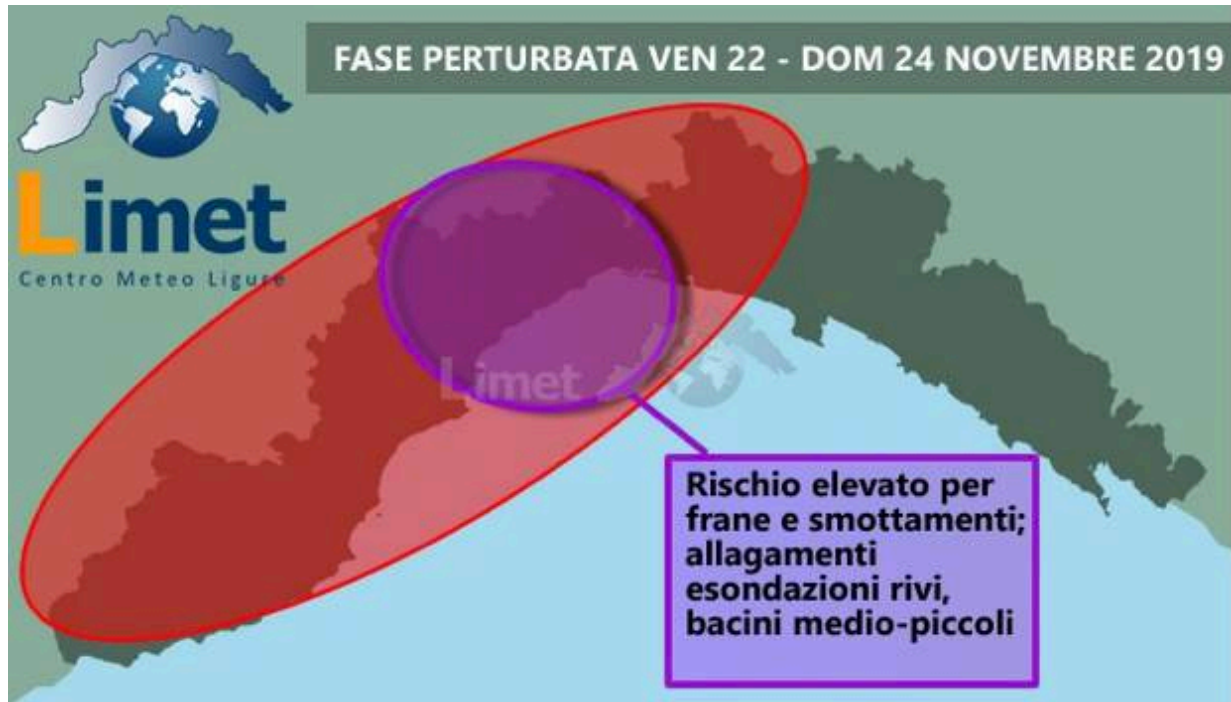 FASE PERTURBATA VEN 22 - DOM 24 NOVEMBRE 2019
Limet
Centro Meteo Ligure
Limet
Rischio elevato per
frane e smottamenti;
allagamenti
esondazioni rivi,
bacini medio-piccoli